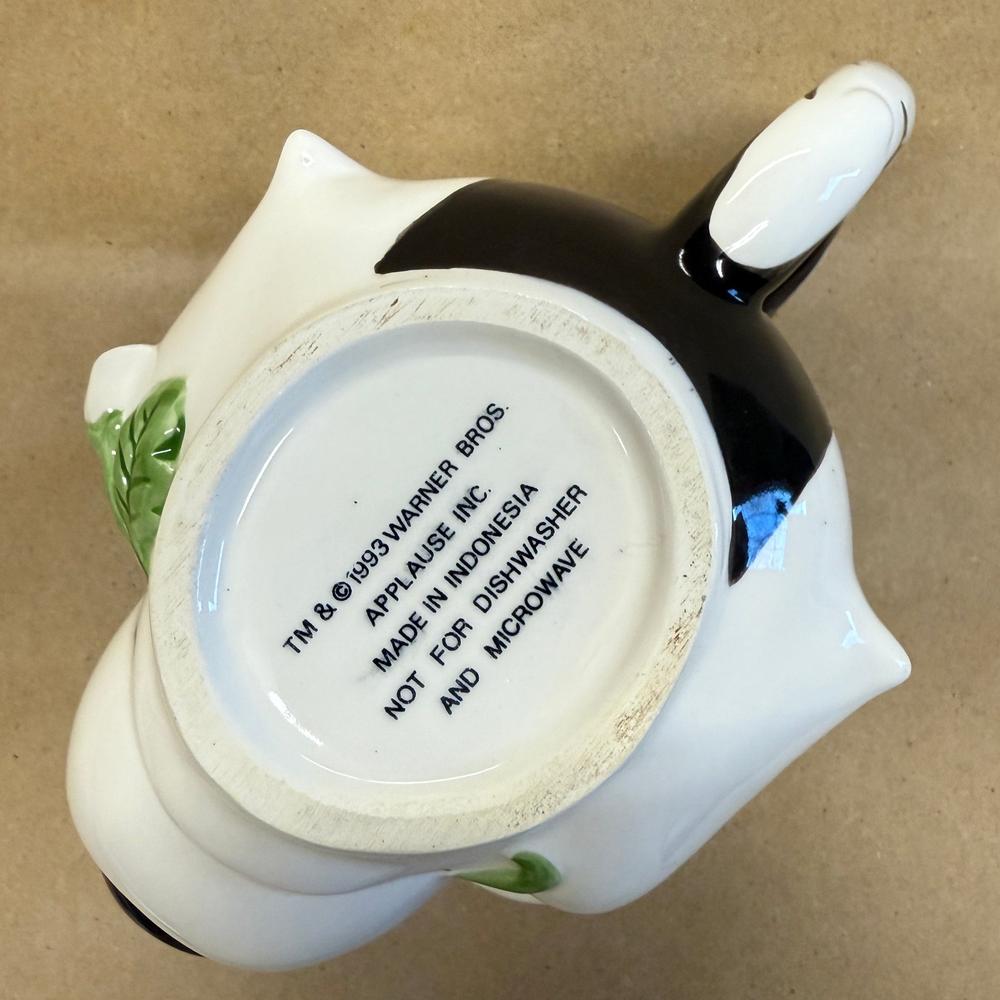 TM & © 1993 WARNER BROS.
APPLAUSE INC.
MADE IN INDONESIA
NOT FOR DISHWASHER
AND MICROWAVE